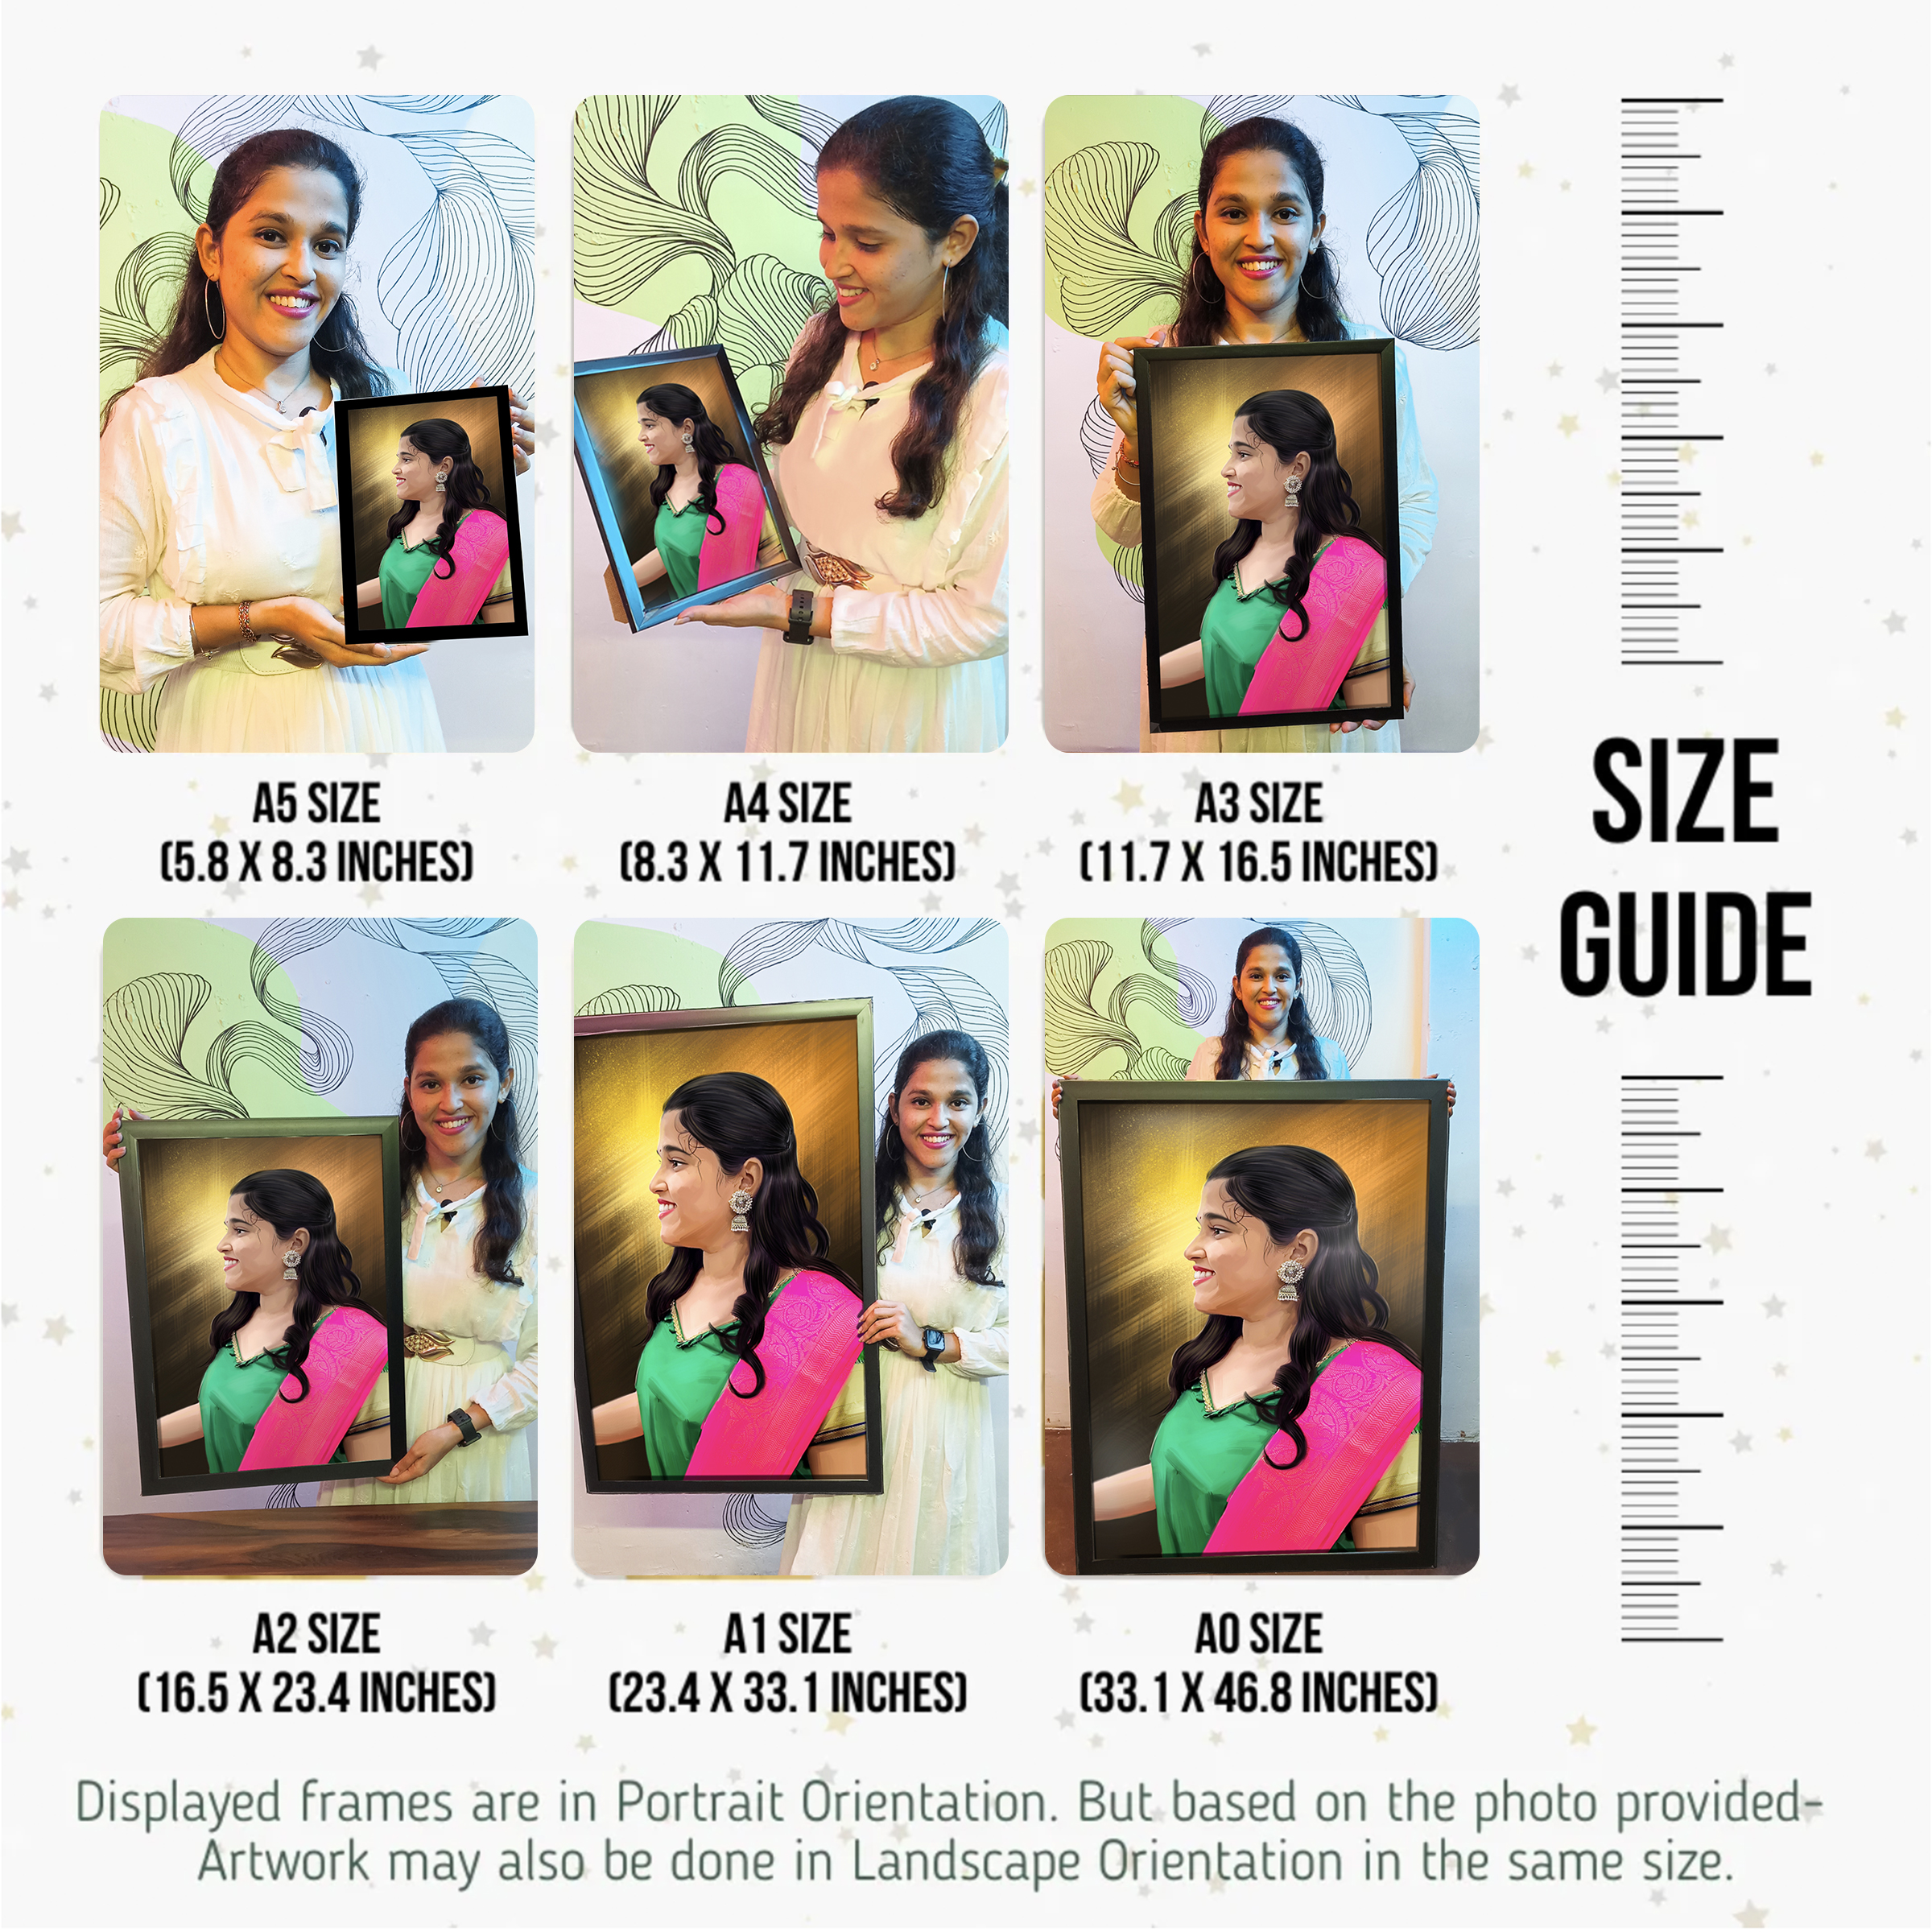 A5 SIZE
(5.8 X 8.3 INCHES)
A4 SIZE
(8.3 X 11.7 INCHES)
A3 SIZE
(11.7 X 16.5 INCHES)
SIZE
GUIDE
A2 SIZE
(16.5 X 23.4 INCHES)
A1 SIZE
(23.4 X 33.1 INCHES)
A0 SIZE
(33.1 X 46.8 INCHES)
Displayed frames are in Portrait Orientation. But based on the photo provided-
Artwork may also be done in Landscape Orientation in the same size.